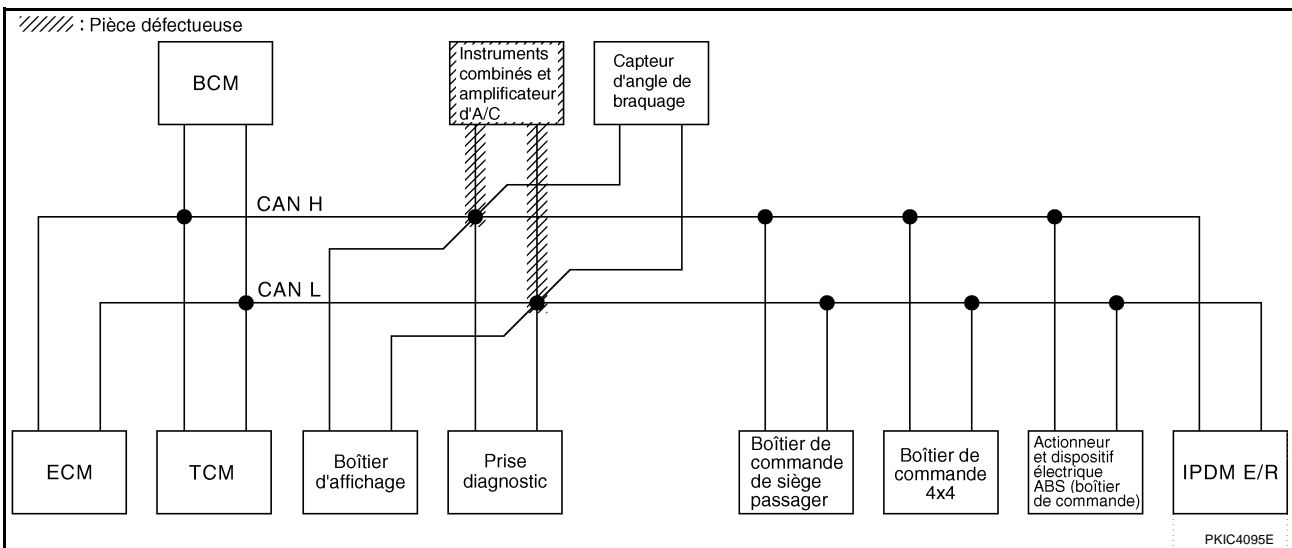 : Pièce défectueuse
BCM
Instruments
combinés et
amplificateur
d'A/C
Capteur
d'angle de
braquage
CAN H
CAN L
ECM
TCM
Boîtier
d'affichage
Prise
diagnostic
Boîtier de
commande
de siège
passager
Boîtier de
commande
4x4
Actionneur
et dispositif
électrique
ABS (boîtier
de commande)
IPDM E/R
PKIC4095E